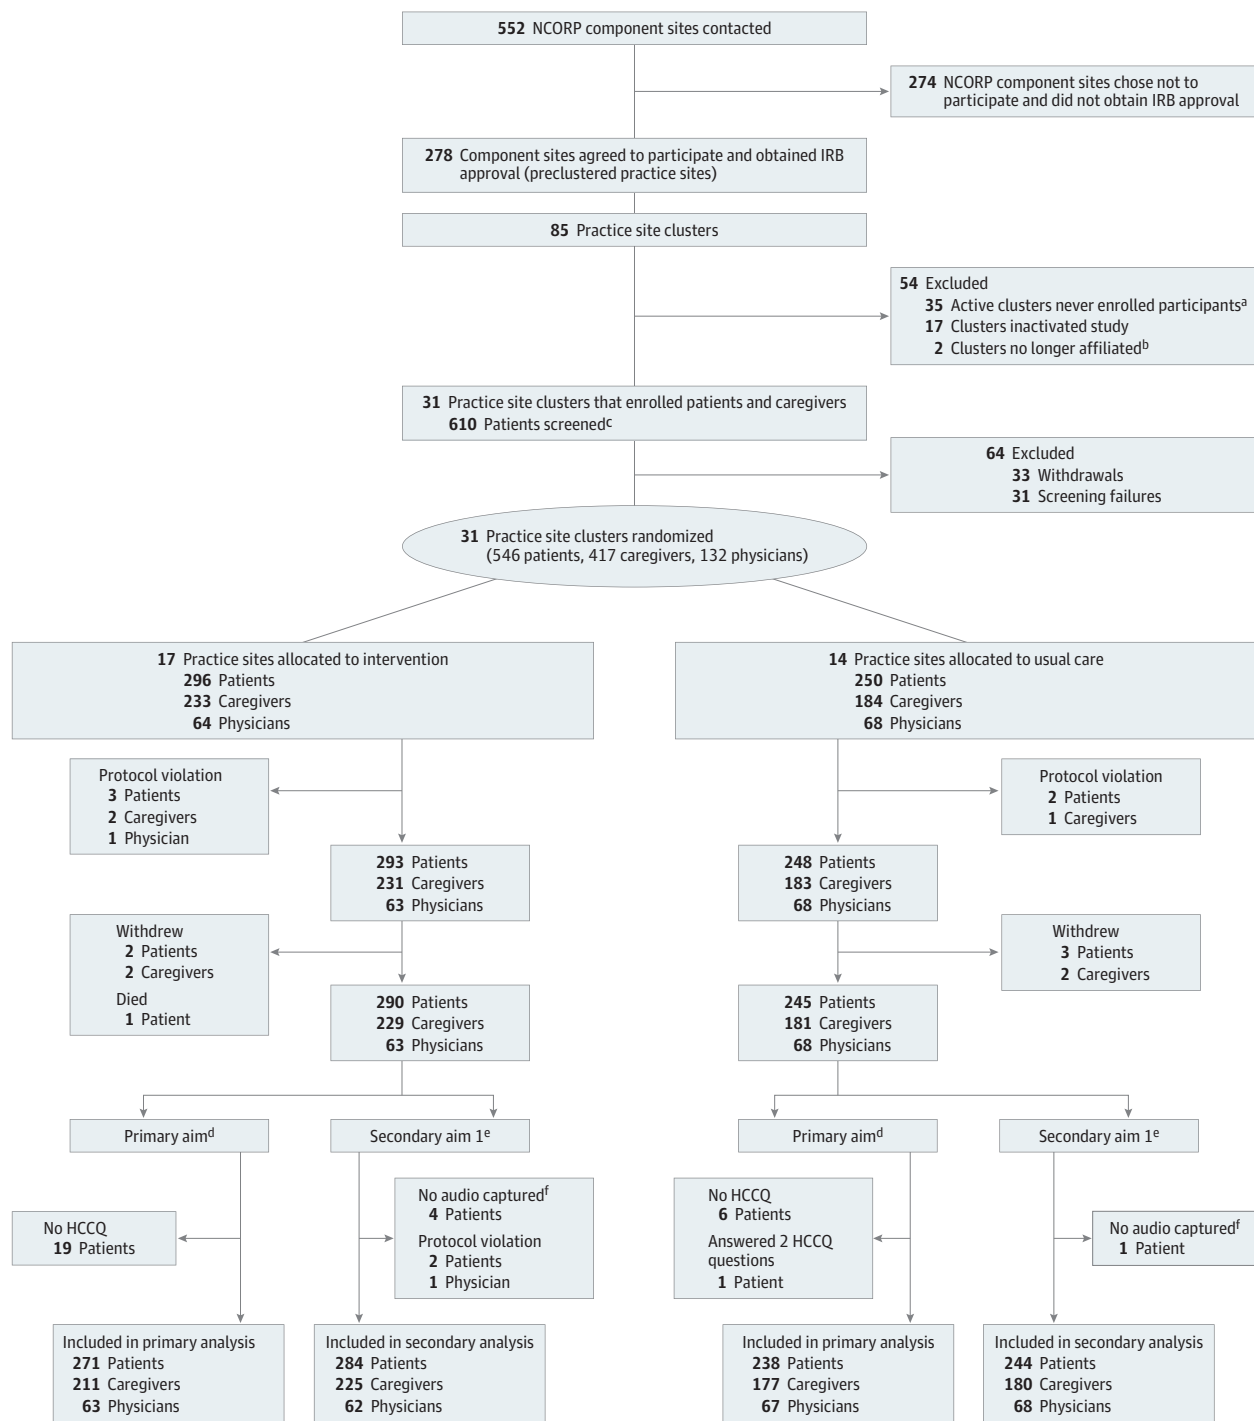 552 NCORP component sites contacted
274 NCORP component sites chose not to
participate and did not obtain IRB approval
278 Component sites agreed to participate and obtained IRB
approval (preclustered practice sites)
85 Practice site clusters
54 Excluded
35 Active clusters never enrolled participantsa
17 Clusters inactivated study
2 Clusters no longer affiliatedb
31 Practice site clusters that enrolled patients and caregivers
610 Patients screenedc
64 Excluded
33 Withdrawals
31 Screening failures
31 Practice site clusters randomized
(546 patients, 417 caregivers, 132 physicians)
17 Practice sites allocated to intervention
296 Patients
233 Caregivers
64 Physicians
14 Practice sites allocated to usual care
250 Patients
184 Caregivers
68 Physicians
Protocol violation
3 Patients
2 Caregivers
1 Physician
Protocol violation
2 Patients
1 Caregivers
293 Patients
231 Caregivers
63 Physicians
248 Patients
183 Caregivers
68 Physicians
Withdrew
2 Patients
2 Caregivers
Died
1 Patient
Withdrew
3 Patients
2 Caregivers
290 Patients
229 Caregivers
63 Physicians
245 Patients
181 Caregivers
68 Physicians
Primary aimd
Secondary aim 1e
Primary aimd
Secondary aim 1e
No HCCQ
19 Patients
No audio capturedf
4 Patients
Protocol violation
2 Patients
1 Physician
No HCCQ
6 Patients
Answered 2 HCCQ
questions
1 Patient
No audio capturedf
1 Patient
Included in primary analysis
271 Patients
211 Caregivers
63 Physicians
Included in secondary analysis
284 Patients
225 Caregivers
62 Physicians
Included in primary analysis
238 Patients
177 Caregivers
67 Physicians
Included in secondary analysis
244 Patients
180 Caregivers
68 Physicians